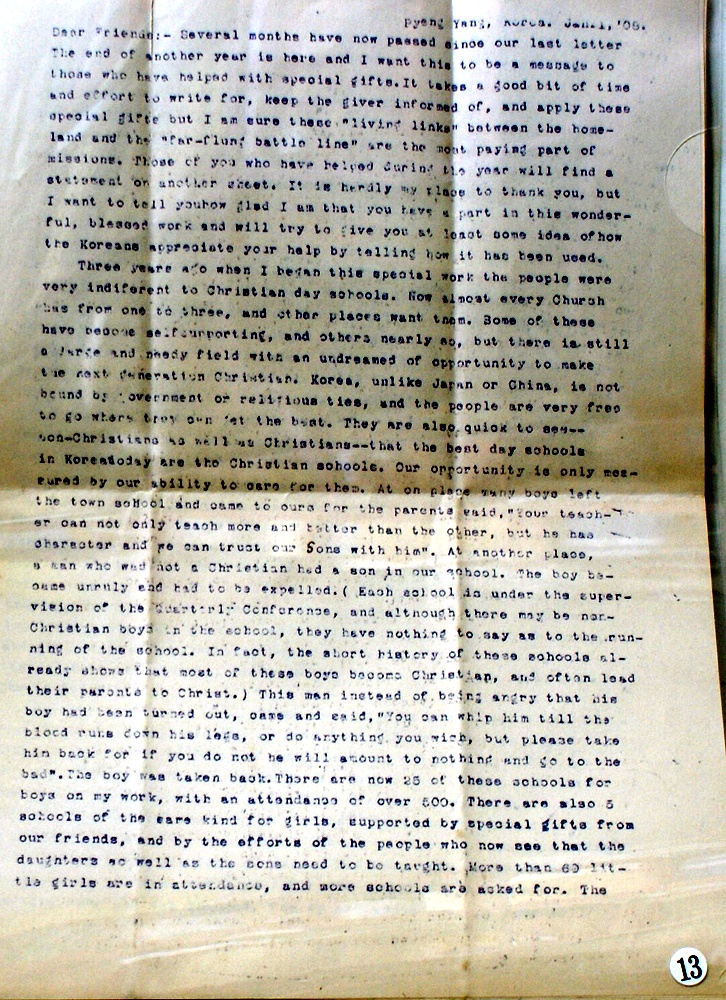 Pyeng Yang, Korea. Jan.1,'08.
Dear Friends:- Several months have now passed since our last letter
The end of another year is here and I want this to be a message to
those who have helped with special gifts.It takes a good bit of time
and effort to write for, keep the giver informed of, and apply these
special gifts but I am sure these "living links" between the home-
land and the "far-flung battle line" are the most paying part of
missions. Those of you who have helped during the year will find a
statement on another sheet. It is hardly my place to thank you, but
I want to tell youhow glad I am that you have a part in this wonder-
ful, blessed work and will try to give you at least some idea ofhow
the Koreans appreciate your help by telling how it has been used.
Three years ago when I began this special work the people were
very indiferent to Christian day schools. Now almost every Church
has from one to three, and other places want them. Some of these
have become selfsupporting, and others nearly so, but there is still
a large and needy field with an undreamed of opportunity to make
the next generation Christian. Korea, unlike Japan or China, is not
bound by government or religious ties, and the people are very free
to go where they can get the best. They are also quick to see--
non-Christians as well as Christians--that the best day schools
in Koreatoday are the Christian schools. Our opportunity is only mea-
sured by our ability to care for them. At on place many boys left
the town school and came to ours for the parents said,"Your teach-
er can not only teach more and better than the other, but he has
character and we can trust our Sons with him". At another place,
a man who was not a Christian had a son in our school. The boy be-
came unruly and had to be expelled.( Each school is under the super-
vision of the Quarterly Conference, and although there may be non-
Christian boys in the school, they have nothing to say as to the run-
ning of the school. In fact, the short history of these schools al-
ready shows that most of these boys become Christian, and often lead
their parents to Christ.) This man instead of being angry that his
boy had been turned out, came and said,"You can whip him till the
blood runs down his legs, or do anything you wish, but please take
him back for if you do not he will amount to nothing and go to the
bad".The boy was taken back.There are now 25 of these schools for
boys on my work, with an attendance of over 500. There are also 5
schools of the same kind for girls, supported by special gifts from
our friends, and by the efforts of the people who now see that the
daughters as well as the sons need to be taught. More than 60 lit-
tle girls are in attendance, and more schools are asked for. The
13